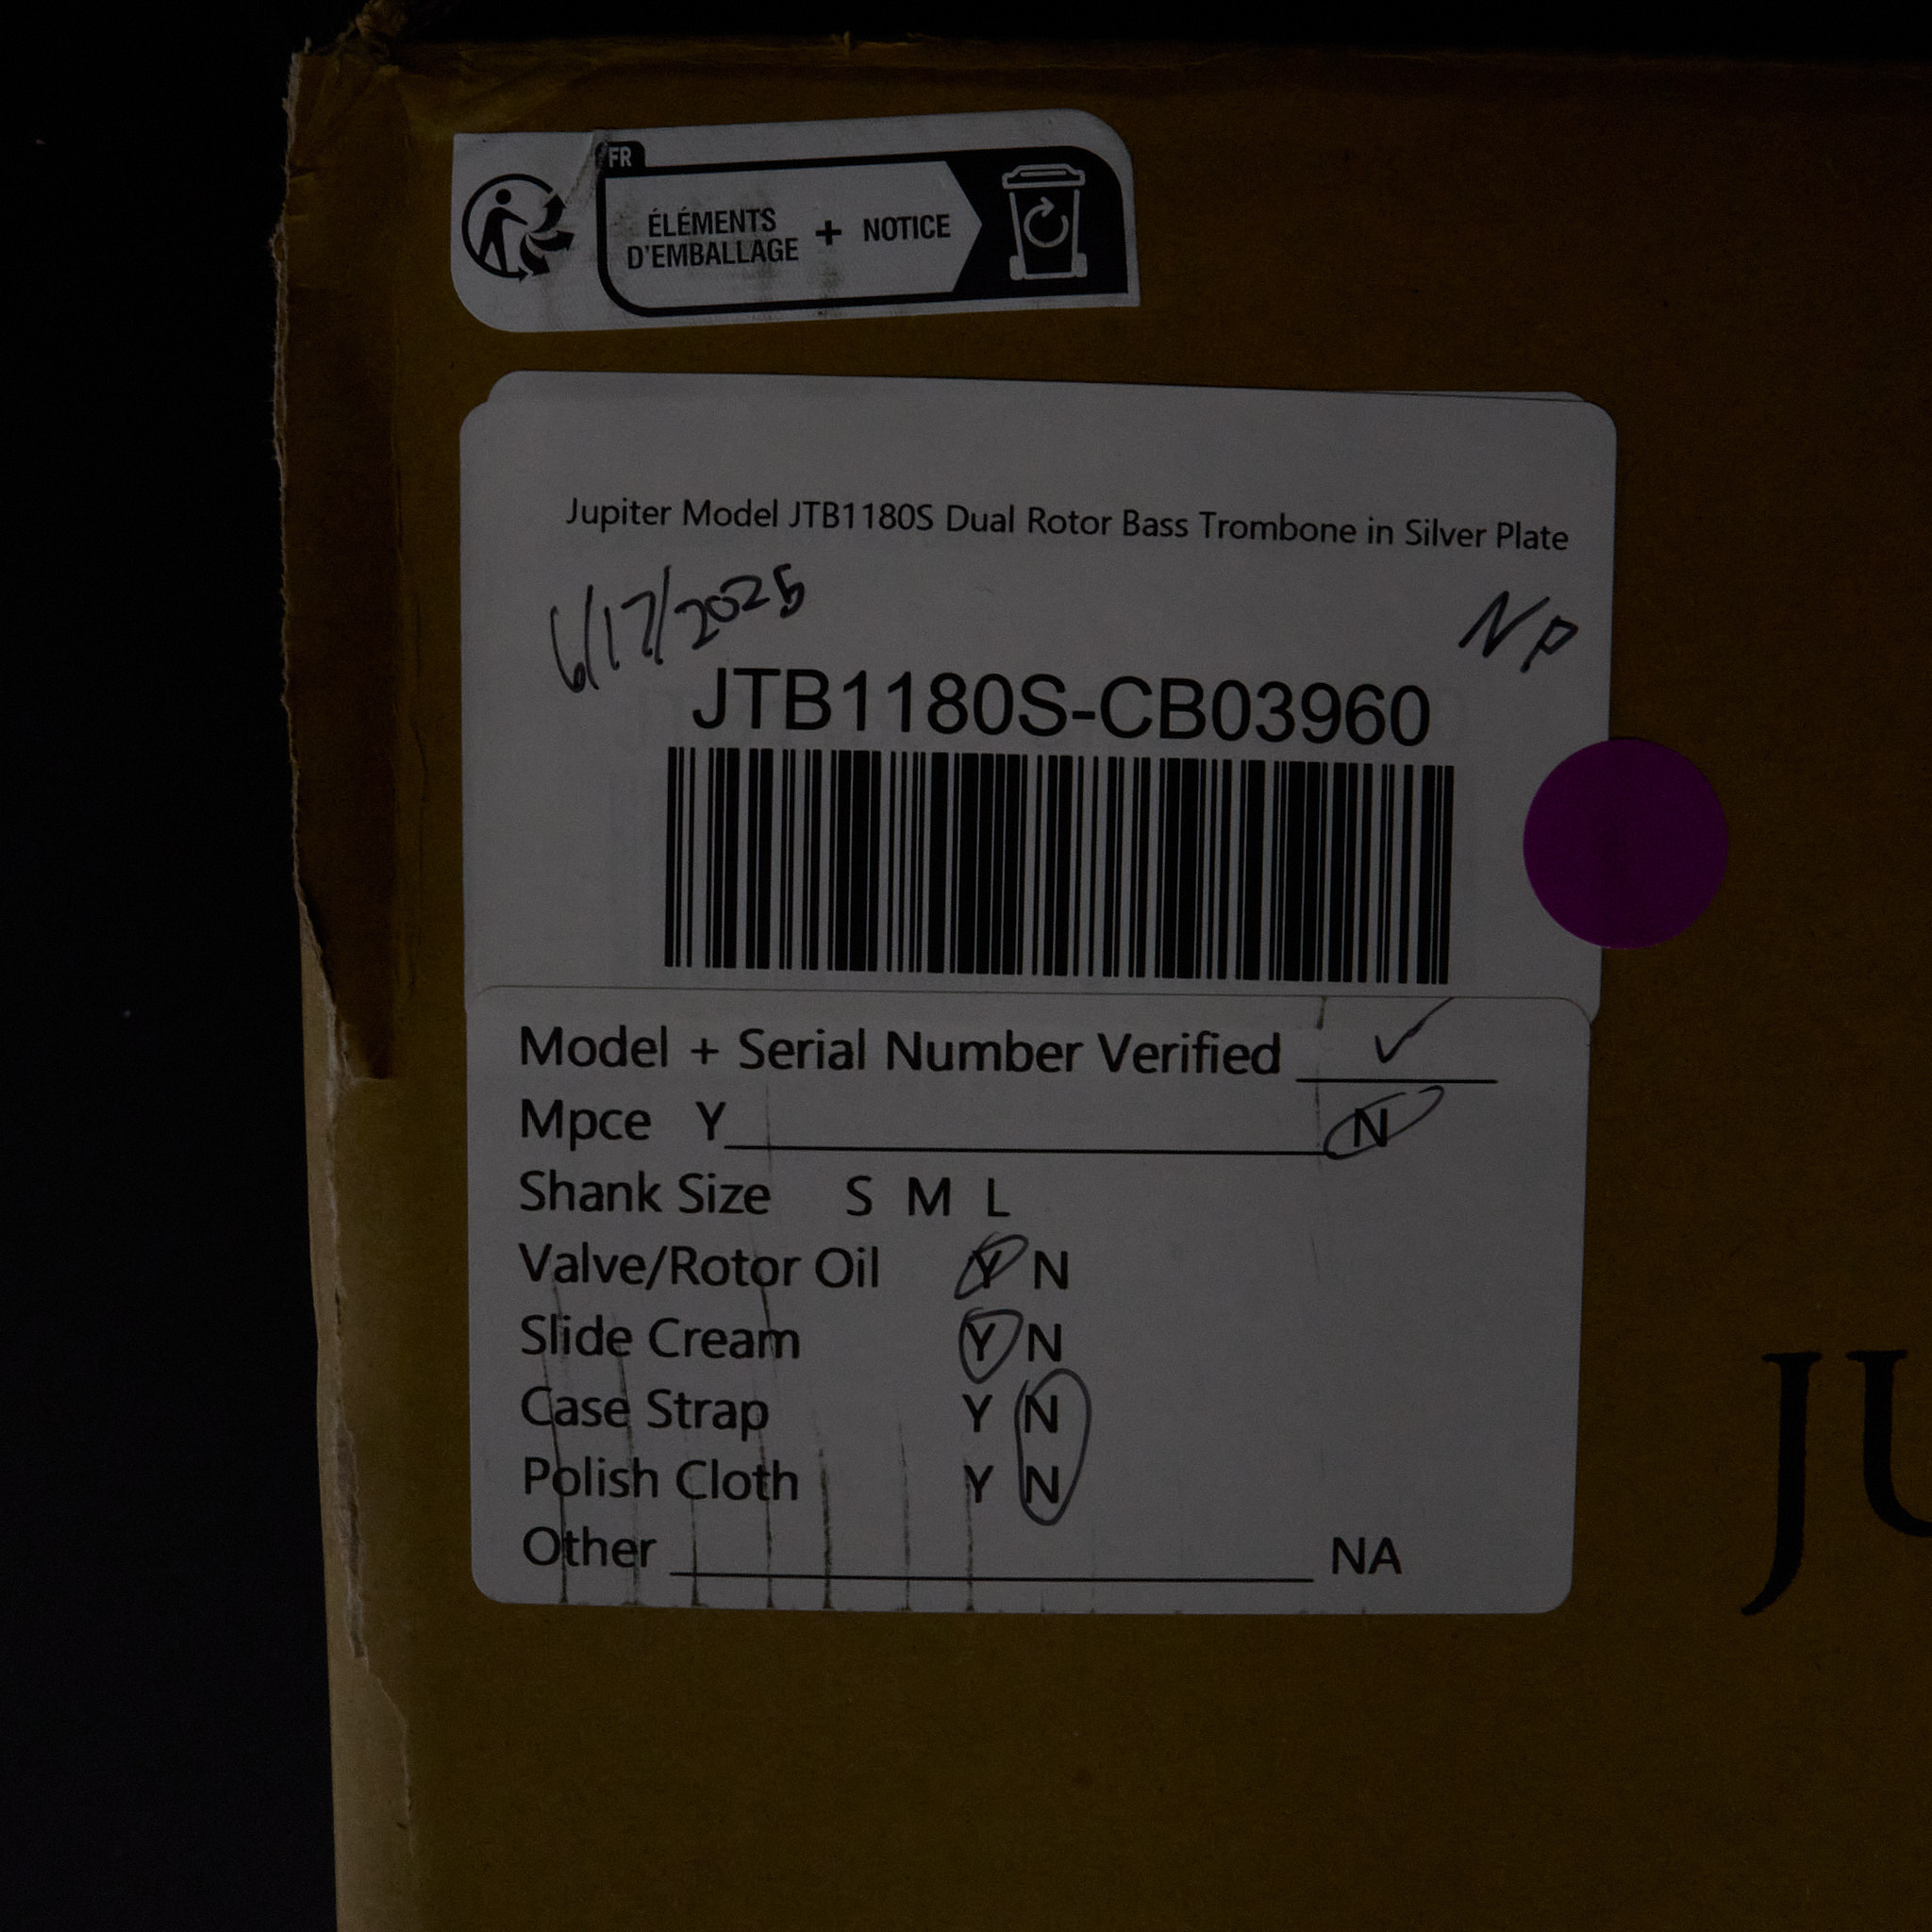 FR
ÉLÉMENTS
D'EMBALLAGE + NOTICE
Jupiter Model JTB1180S Dual Rotor Bass Trombone in Silver Plate
6/17/2025 NP
JTB1180S-CB03960
Model + Serial Number Verified ✓
Mpce Y N
Shank Size S M L
Valve/Rotor Oil Y N
Slide Cream Y N
Case Strap Y N
Polish Cloth Y N
Other NA
JU